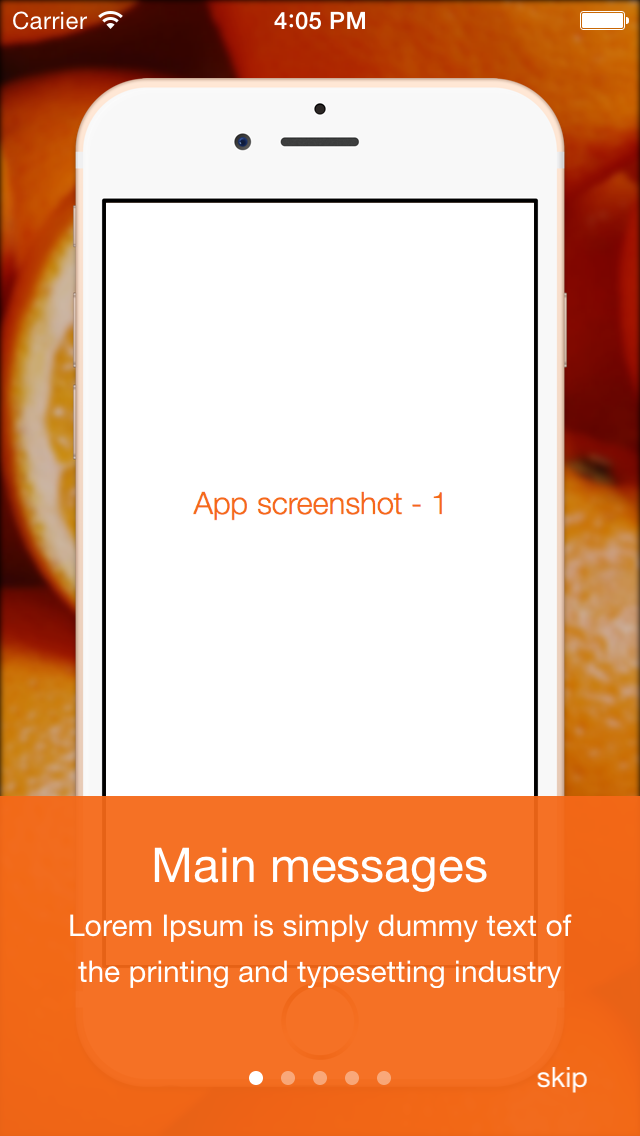 Carrier 4:05 PM
App screenshot - 1
Main messages
Lorem Ipsum is simply dummy text of
the printing and typesetting industry
skip